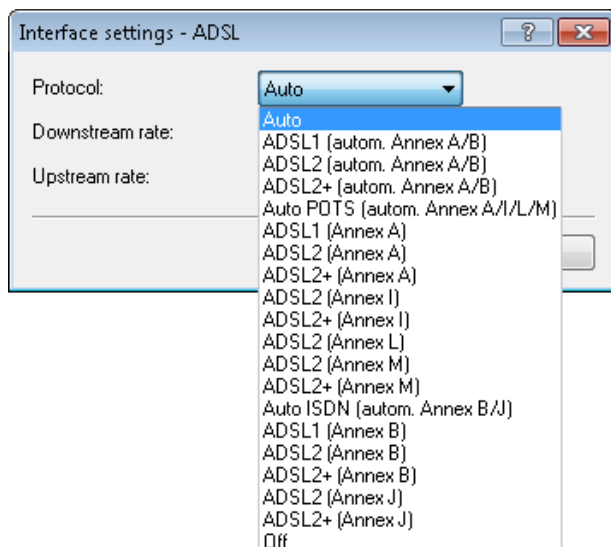 Interface settings - ADSL
Protocol:
Auto
Downstream rate:
Upstream rate:
Auto
ADSL1 (autom. Annex A/B)
ADSL2 (autom. Annex A/B)
ADSL2+ (autom. Annex A/B)
Auto POTS (autom. Annex A/I/L/M)
ADSL1 (Annex A)
ADSL2 (Annex A)
ADSL2+ (Annex A)
ADSL2 (Annex I)
ADSL2+ (Annex I)
ADSL2 (Annex L)
ADSL2 (Annex M)
ADSL2+ (Annex M)
Auto ISDN (autom. Annex B/J)
ADSL1 (Annex B)
ADSL2 (Annex B)
ADSL2+ (Annex B)
ADSL2 (Annex J)
ADSL2+ (Annex J)
Off